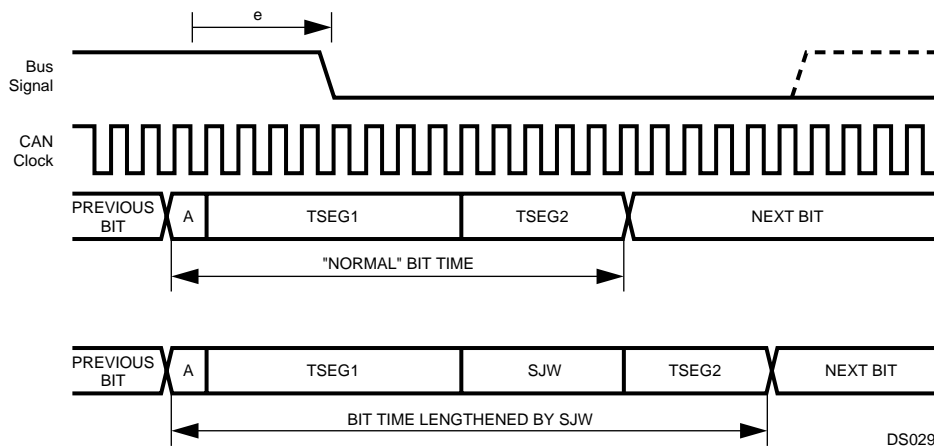 e
Bus
Signal
CAN
Clock
PREVIOUS
BIT
A
TSEG1
TSEG2
NEXT BIT
"NORMAL" BIT TIME
PREVIOUS
BIT
A
TSEG1
SJW
TSEG2
NEXT BIT
BIT TIME LENGTHENED BY SJW
DS029